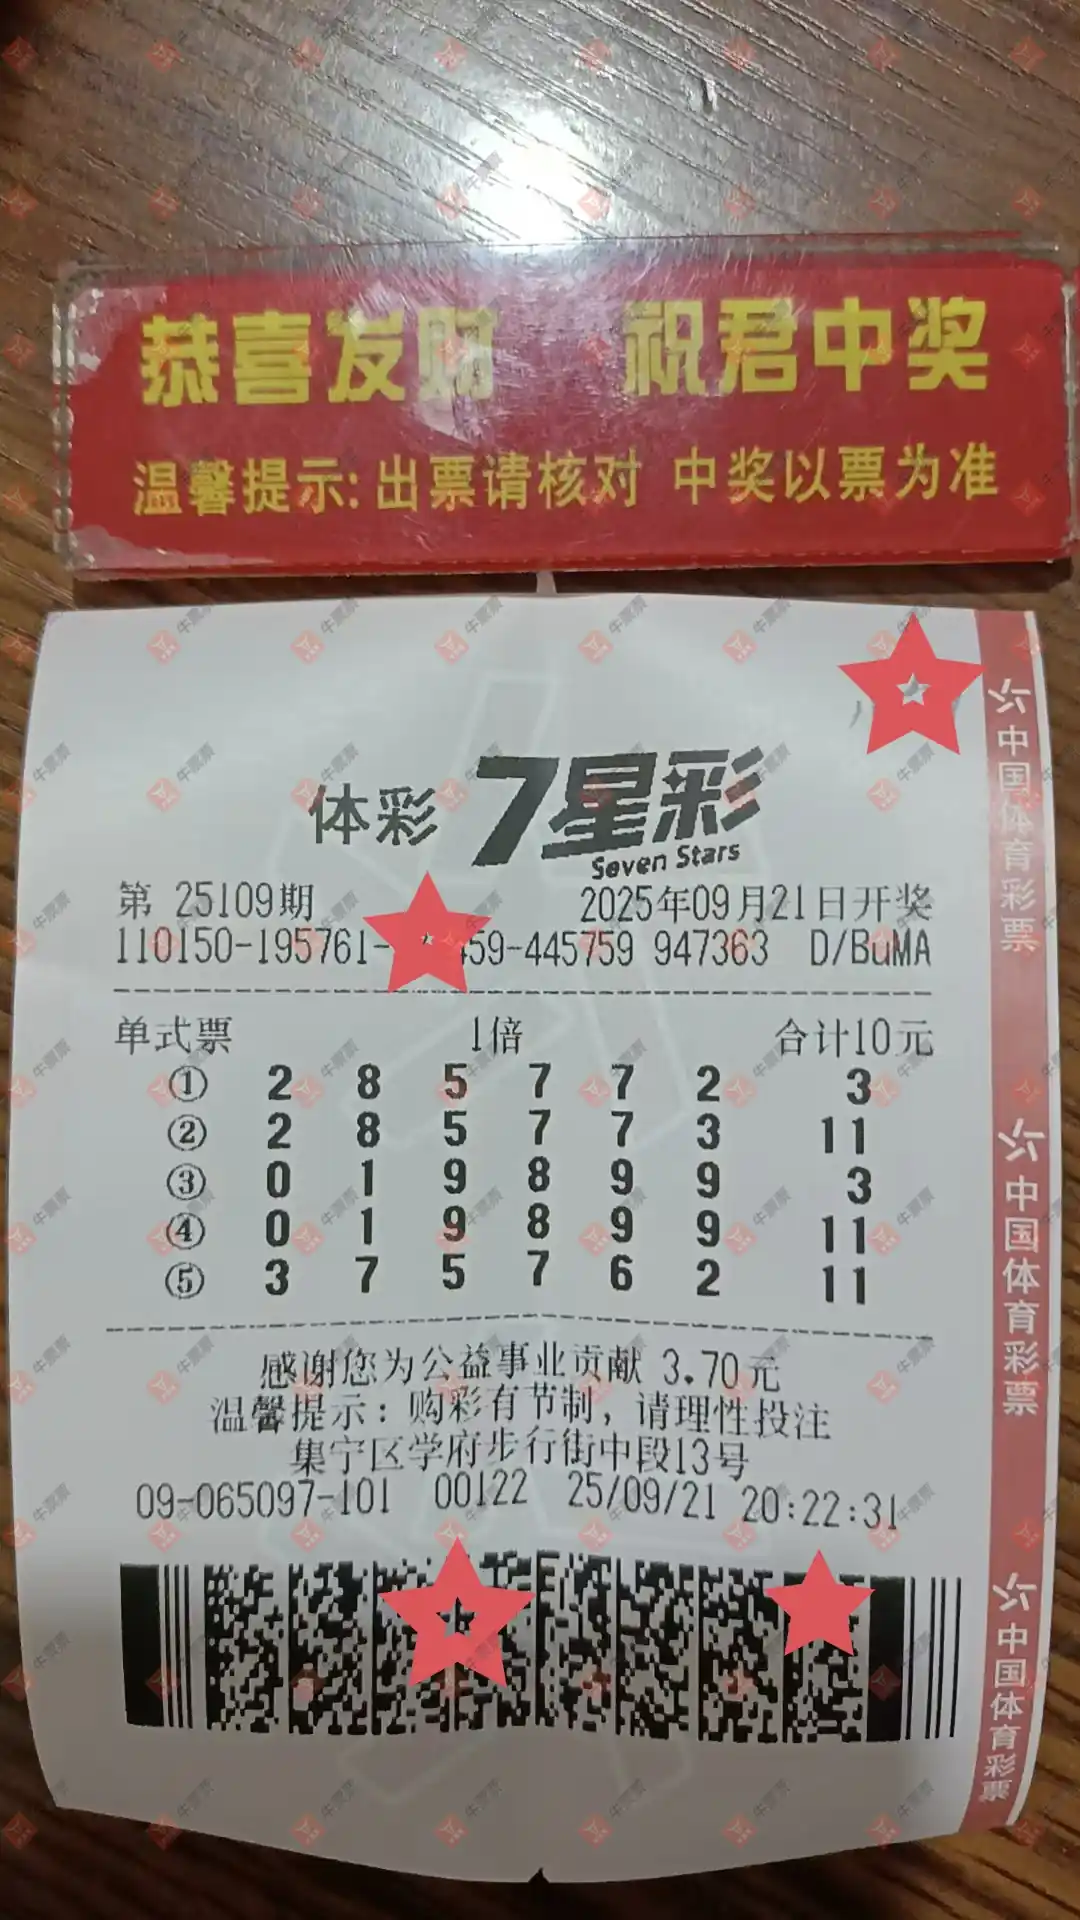 恭喜发财 祝君中奖
温馨提示: 出票请核对 中奖以票为准
体彩 7星彩
Seven Stars
第 25109期 2025年09月21日开奖
110150-195761- 459-445759 947363 D/BuMA
单式票 1倍 合计10元
① 2 8 5 7 7 2 3
② 2 8 5 7 7 3 11
③ 0 1 9 8 9 9 3
④ 0 1 9 8 9 9 11
⑤ 3 7 5 7 6 2 11
感谢您为公益事业贡献 3.70元
温馨提示：购彩有节制，请理性投注
集宁区学府步行街中段13号
09-065097-101 00122 25/09/21 20:22:31
中国体育彩票
中国体育彩票
中国体育彩票
牛票票